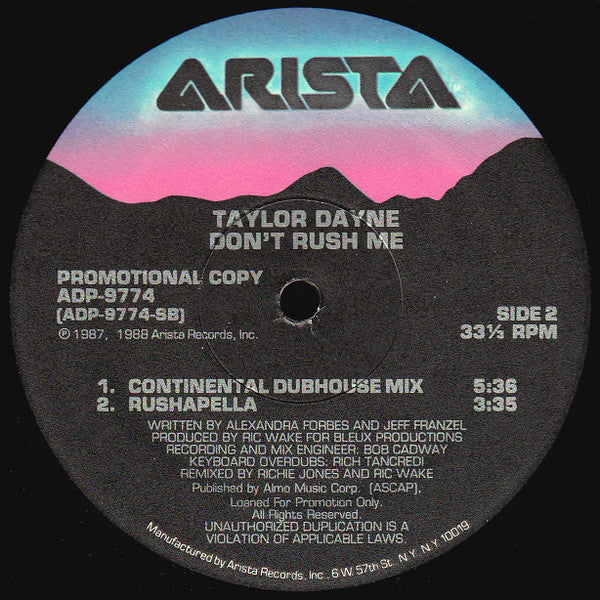 ARISTA
TAYLOR DAYNE
DON'T RUSH ME
PROMOTIONAL COPY
ADP-9774
(ADP-9774-SB)
℗ 1987, 1988 Arista Records, Inc.
SIDE 2
33⅓ RPM
1. CONTINENTAL DUBHOUSE MIX 5:36
2. RUSHAPELLA 3:35
WRITTEN BY ALEXANDRA FORBES AND JEFF FRANZEL
PRODUCED BY RIC WAKE FOR BLEUX PRODUCTIONS
RECORDING AND MIX ENGINEER: BOB CADWAY
KEYBOARD OVERDUBS: RICH TANCREDI
REMIXED BY RICHIE JONES AND RIC WAKE
Published by Almo Music Corp. (ASCAP).
Loaned For Promotion Only.
All Rights Reserved.
UNAUTHORIZED DUPLICATION IS A
VIOLATION OF APPLICABLE LAWS.
Manufactured by Arista Records, Inc., 6 W. 57th St. N.Y. N.Y. 10019